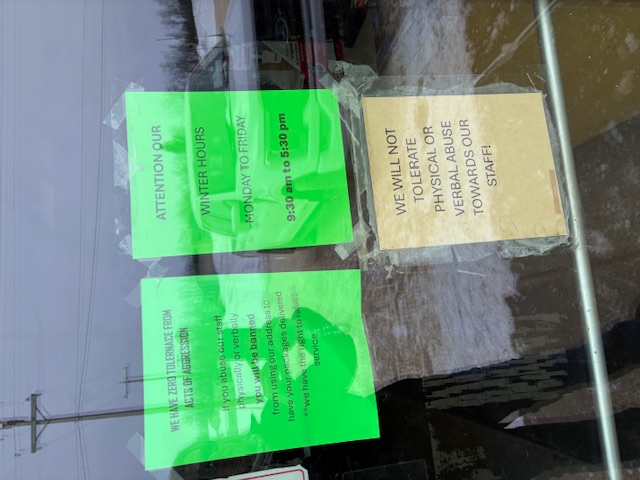 ATTENTION OUR
WINTER HOURS
MONDAY TO FRIDAY
9:30 am to 5:30 pm
WE WILL NOT
TOLERATE
PHYSICAL OR
VERBAL ABUSE
TOWARDS OUR
STAFF!
WE HAVE ZERO TOLERNACE FROM
ACTS OF AGGRESSION
If you abuse our staff
physically or verbally
you will be banned
from using our address to
have your packages delivered
**we have the right to refuse
service